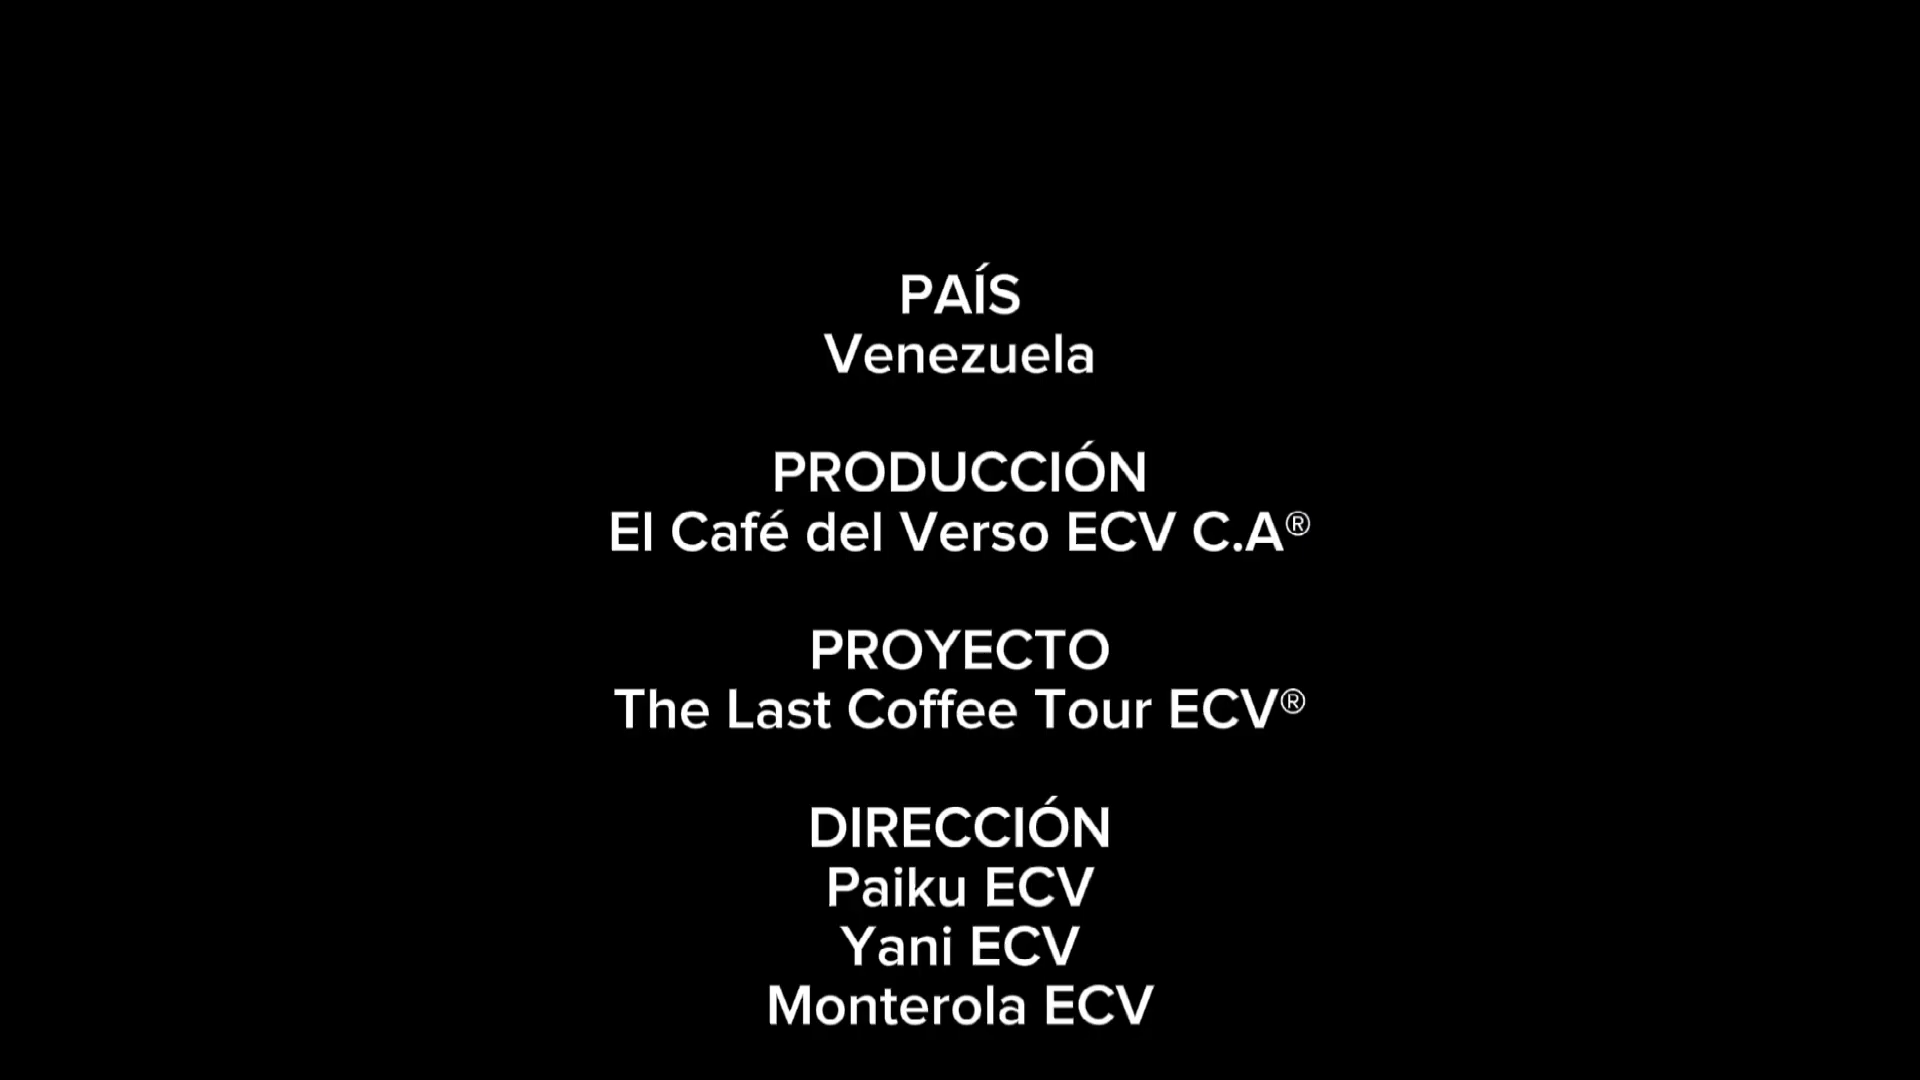 PAÍS
Venezuela
PRODUCCIÓN
El Café del Verso ECV C.A®
PROYECTO
The Last Coffee Tour ECV®
DIRECCIÓN
Paiku ECV
Yani ECV
Monterola ECV